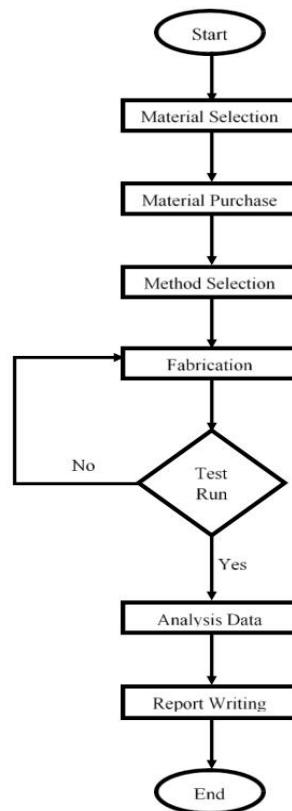 Start
Material Selection
Material Purchase
Method Selection
Fabrication
No
Test
Run
Yes
Analysis Data
Report Writing
End